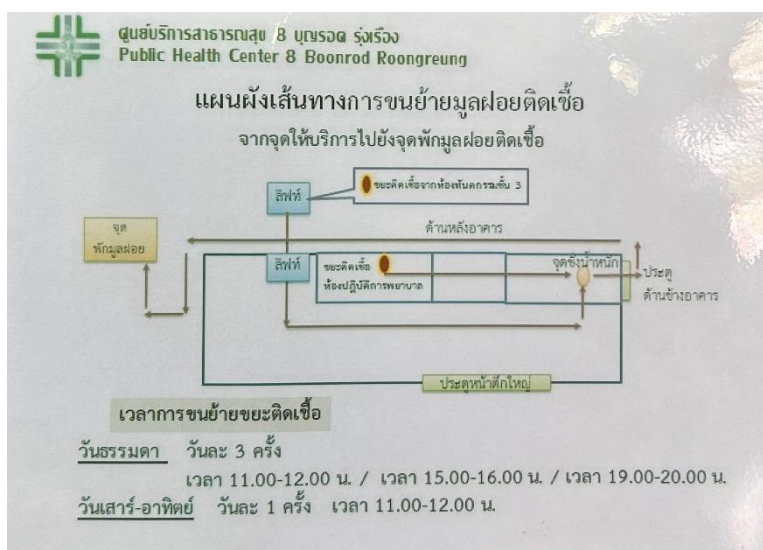 ศูนย์บริการสาธารณสุข 8 บุญรอด รุ่งเรือง
Public Health Center 8 Boonrod Roongreung
แผนผังเส้นทางการขนย้ายมูลฝอยติดเชื้อ
จากจุดให้บริการไปยังจุดพักมูลฝอยติดเชื้อ
ลิฟท์
ขยะติดเชื้อจากห้องทันตกรรมชั้น 3
จุด
พักมูลฝอย
ด้านหลังอาคาร
ลิฟท์
ขยะติดเชื้อ
ห้องปฏิบัติการพยาบาล
จุดชั่งน้ำหนัก
ประตู
ด้านข้างอาคาร
ประตูหน้าตึกใหญ่
เวลาการขนย้ายขยะติดเชื้อ
วันธรรมดา วันละ 3 ครั้ง
เวลา 11.00-12.00 น. / เวลา 15.00-16.00 น. / เวลา 19.00-20.00 น.
วันเสาร์-อาทิตย์ วันละ 1 ครั้ง เวลา 11.00-12.00 น.